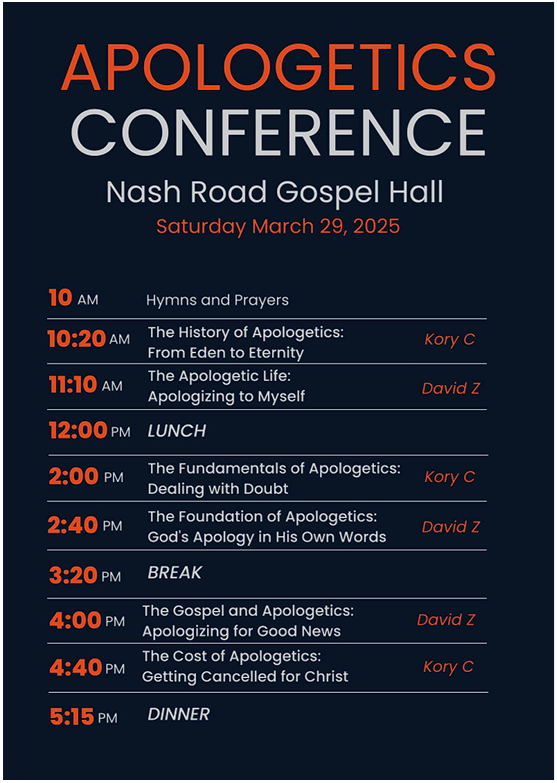 APOLOGETICS
CONFERENCE
Nash Road Gospel Hall
Saturday March 29, 2025
10 AM Hymns and Prayers
10:20 AM The History of Apologetics:
From Eden to Eternity Kory C
11:10 AM The Apologetic Life:
Apologizing to Myself David Z
12:00 PM LUNCH
2:00 PM The Fundamentals of Apologetics:
Dealing with Doubt Kory C
2:40 PM The Foundation of Apologetics:
God's Apology in His Own Words David Z
3:20 PM BREAK
4:00 PM The Gospel and Apologetics:
Apologizing for Good News David Z
4:40 PM The Cost of Apologetics:
Getting Cancelled for Christ Kory C
5:15 PM DINNER